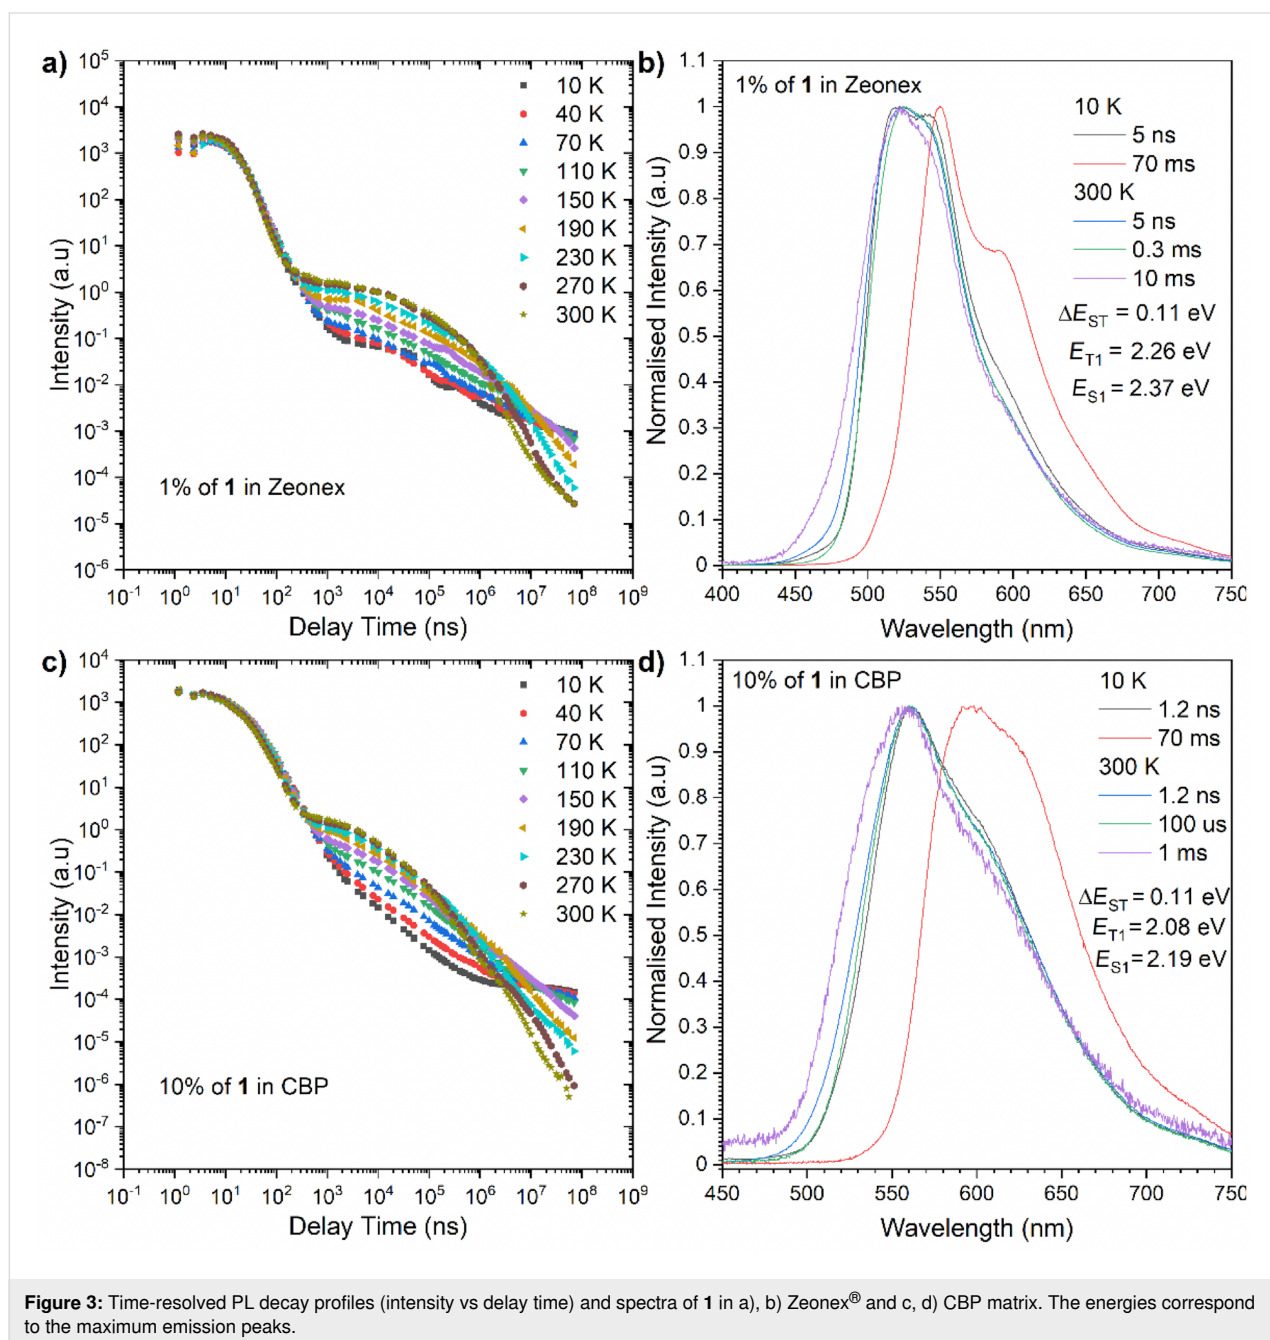 a)
10^5
10^4
10^3
10^2
10^1
10^0
10^-1
10^-2
10^-3
10^-4
10^-5
10^-6
Intensity (a.u)
10 K
40 K
70 K
110 K
150 K
190 K
230 K
270 K
300 K
1% of 1 in Zeonex
10^-1 10^0 10^1 10^2 10^3 10^4 10^5 10^6 10^7 10^8 10^9
Delay Time (ns)
b)
1.1
1
0.9
0.8
0.7
0.6
0.5
0.4
0.3
0.2
0.1
0
Normalised Intensity (a.u)
1% of 1 in Zeonex
10 K
5 ns
70 ms
300 K
5 ns
0.3 ms
10 ms
ΔE_ST = 0.11 eV
E_T1 = 2.26 eV
E_S1 = 2.37 eV
400 450 500 550 600 650 700 750
Wavelength (nm)
c)
10^4
10^3
10^2
10^1
10^0
10^-1
10^-2
10^-3
10^-4
10^-5
10^-6
10^-7
10^-8
Intensity (a.u)
10 K
40 K
70 K
110 K
150 K
190 K
230 K
270 K
300 K
10% of 1 in CBP
10^-1 10^0 10^1 10^2 10^3 10^4 10^5 10^6 10^7 10^8 10^9
Delay Time (ns)
d)
1.1
1
0.9
0.8
0.7
0.6
0.5
0.4
0.3
0.2
0.1
0
Normalised Intensity (a.u)
10% of 1 in CBP
10 K
1.2 ns
70 ms
300 K
1.2 ns
100 us
1 ms
ΔE_ST = 0.11 eV
E_T1 = 2.08 eV
E_S1 = 2.19 eV
450 500 550 600 650 700 750
Wavelength (nm)
Figure 3: Time-resolved PL decay profiles (intensity vs delay time) and spectra of 1 in a), b) Zeonex® and c, d) CBP matrix. The energies correspond
to the maximum emission peaks.